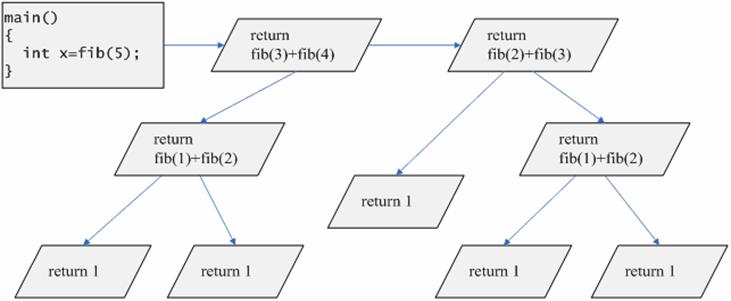 main()
{
int x=fib(5);
}
return
fib(3)+fib(4)
return
fib(2)+fib(3)
return
fib(1)+fib(2)
return 1
return
fib(1)+fib(2)
return 1
return 1
return 1
return 1